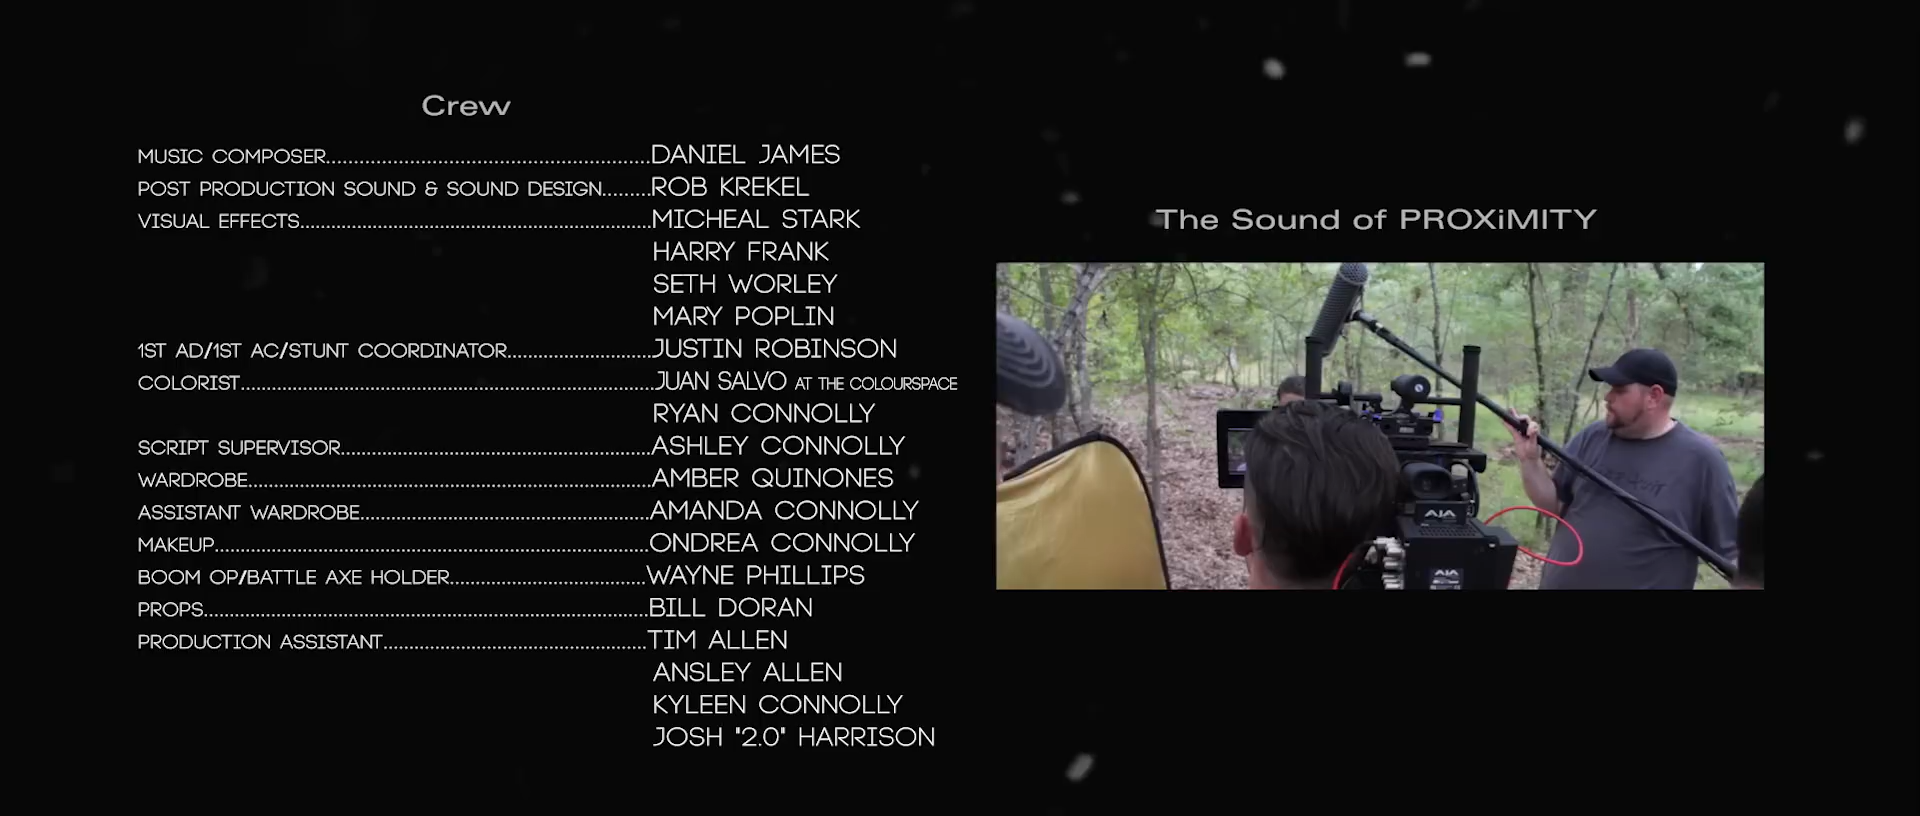 Crew
MUSIC COMPOSER......................................................DANIEL JAMES
POST PRODUCTION SOUND & SOUND DESIGN.........ROB KREKEL
VISUAL EFFECTS..........................................................MICHEAL STARK
HARRY FRANK
SETH WORLEY
MARY POPLIN
1ST AD/1ST AC/STUNT COORDINATOR........................JUSTIN ROBINSON
COLORIST....................................................................JUAN SALVO AT THE COLOURSPACE
RYAN CONNOLLY
SCRIPT SUPERVISOR...................................................ASHLEY CONNOLLY
WARDROBE..................................................................AMBER QUINONES
ASSISTANT WARDROBE................................................AMANDA CONNOLLY
MAKEUP.......................................................................ONDREA CONNOLLY
BOOM OP/BATTLE AXE HOLDER................................WAYNE PHILLIPS
PROPS.........................................................................BILL DORAN
PRODUCTION ASSISTANT...........................................TIM ALLEN
ANSLEY ALLEN
KYLEEN CONNOLLY
JOSH "2.0" HARRISON
The Sound of PROXiMITY
AJA
AJA